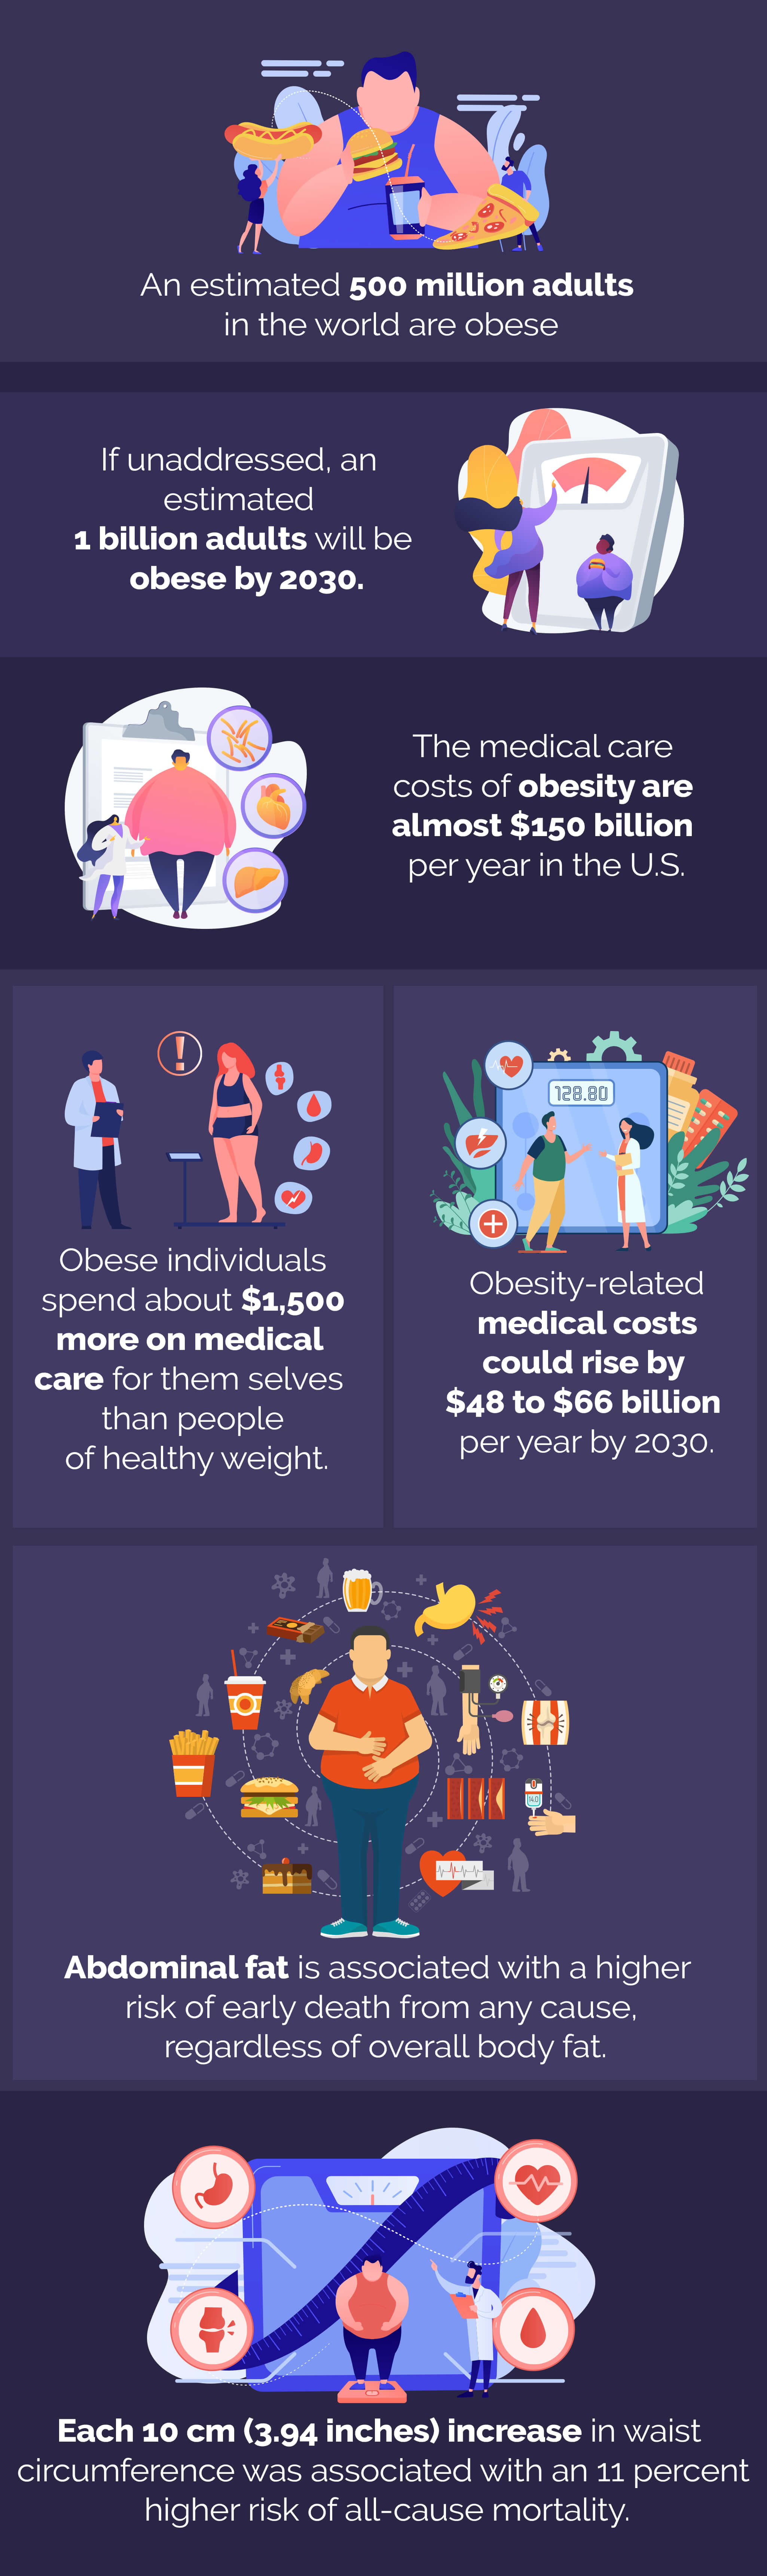 An estimated 500 million adults
in the world are obese
If unaddressed, an
estimated
1 billion adults will be
obese by 2030.
The medical care
costs of obesity are
almost $150 billion
per year in the U.S.
Obese individuals
spend about $1,500
more on medical
care for them selves
than people
of healthy weight.
128.80
Obesity-related
medical costs
could rise by
$48 to $66 billion
per year by 2030.
Abdominal fat is associated with a higher
risk of early death from any cause,
regardless of overall body fat.
Each 10 cm (3.94 inches) increase in waist
circumference was associated with an 11 percent
higher risk of all-cause mortality.